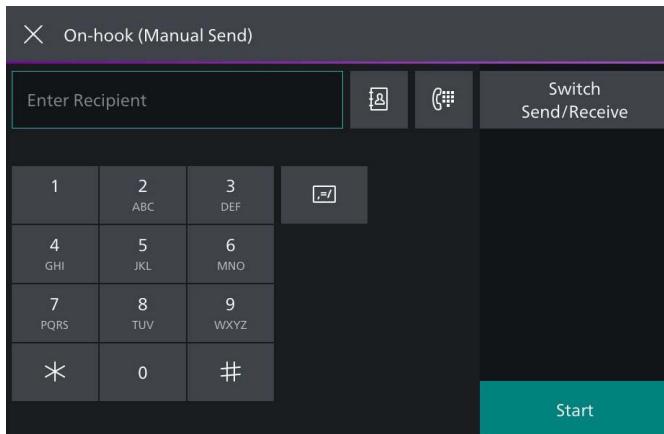 On-hook (Manual Send)
Enter Recipient
Switch
Send/Receive
1 2 3 ,=/
ABC DEF
4 5 6
GHI JKL MNO
7 8 9
PQRS TUV WXYZ
* 0 #
Start